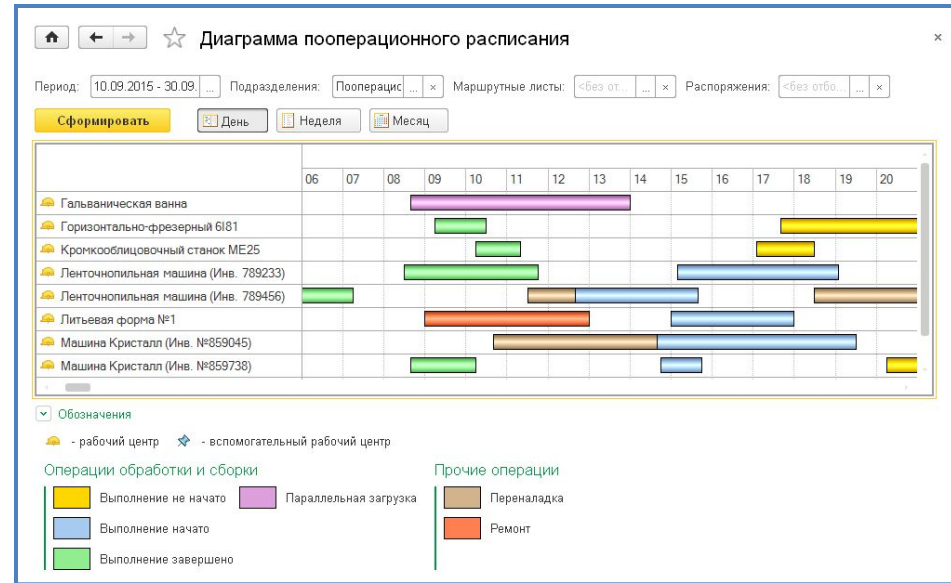 Диаграмма пооперационного расписания
Период: 10.09.2015 - 30.09. ... Подразделения: Пооперацис ... × Маршрутные листы: <без от... ... × Распоряжения: <без отбо... ... ×
Сформировать День Неделя Месяц
06 07 08 09 10 11 12 13 14 15 16 17 18 19 20
Гальваническая ванна
Горизонтально-фрезерный 6I81
Кромкооблицовочный станок МЕ25
Ленточнопильная машина (Инв. 789233)
Ленточнопильная машина (Инв. 789456)
Литьевая форма №1
Машина Кристалл (Инв. №859045)
Машина Кристалл (Инв. №859738)
Обозначения
- рабочий центр - вспомогательный рабочий центр
Операции обработки и сборки Прочие операции
Выполнение не начато Параллельная загрузка Переналадка
Выполнение начато Ремонт
Выполнение завершено